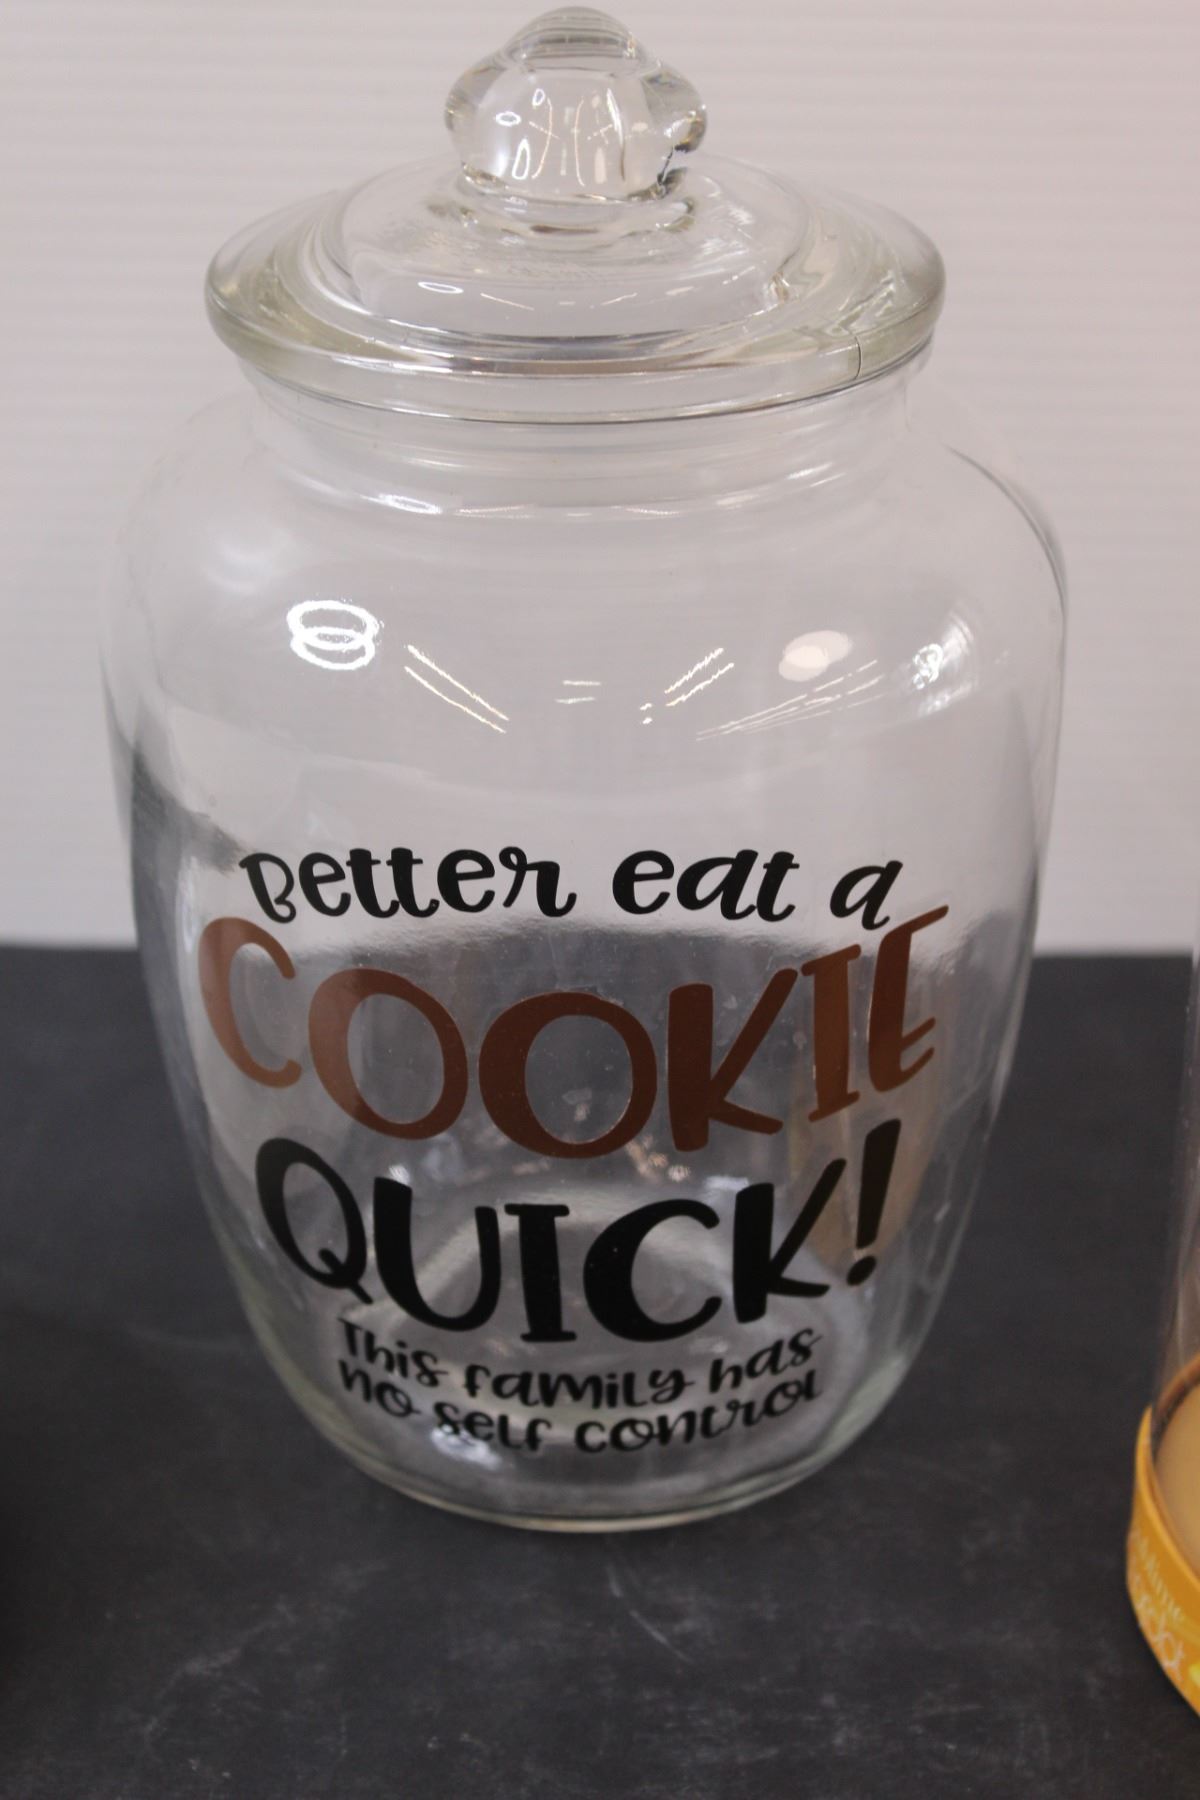 Better eat a
COOKIE
QUICK!
This family has
no self control